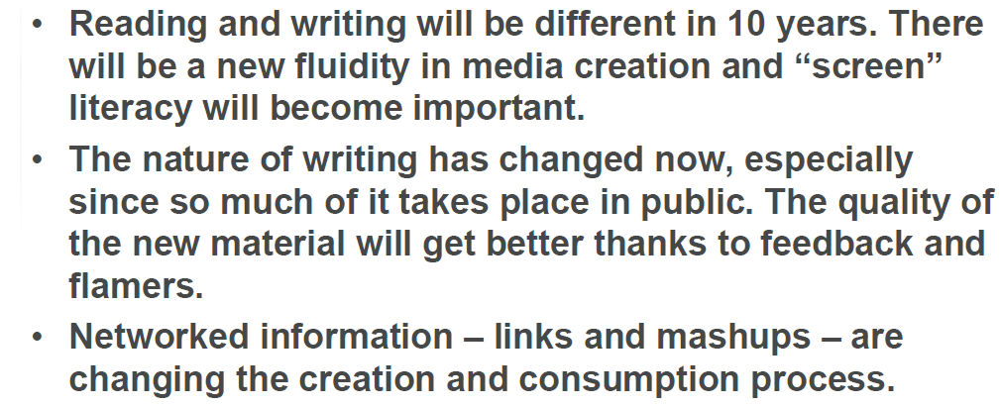 • Reading and writing will be different in 10 years. There
will be a new fluidity in media creation and “screen”
literacy will become important.
• The nature of writing has changed now, especially
since so much of it takes place in public. The quality of
the new material will get better thanks to feedback and
flamers.
• Networked information – links and mashups – are
changing the creation and consumption process.